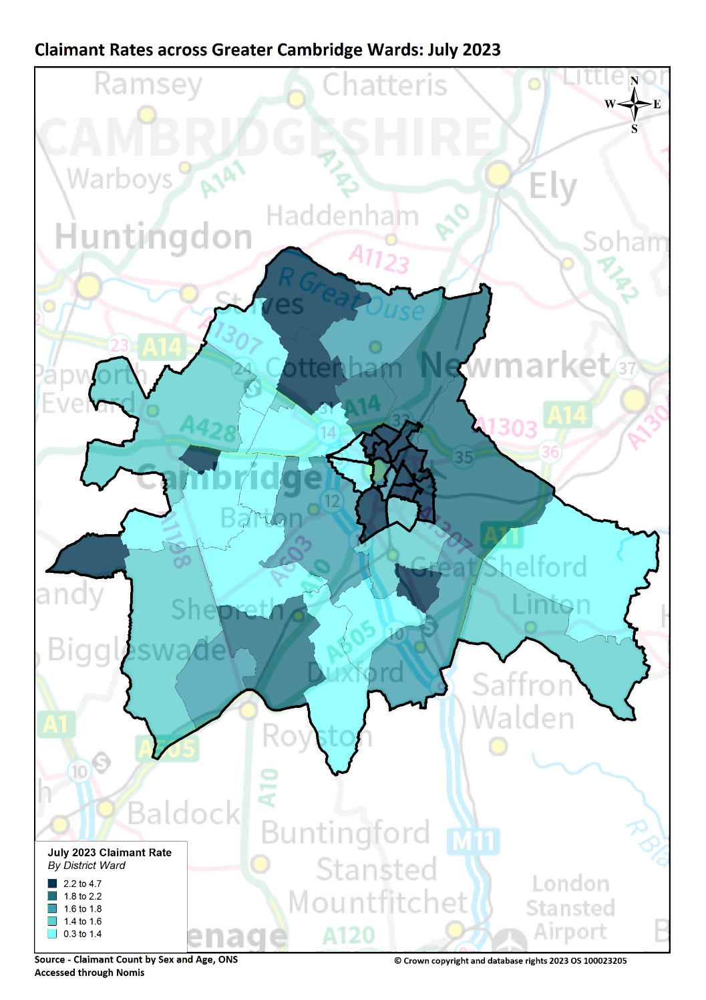 Claimant Rates across Greater Cambridge Wards: July 2023
Ramsey
Chatteris
N
W E
S
CAMBRIDGESHIRE
Warboys
A141
A142
Ely
Haddenham
A10
Huntingdon
Soham
A1123
A142
R Great Ouse
A1307
23
A14
24
Cottenham
Newmarket
37
Papworth
Everard
31
A14
33
A14
A428
14
A1303
36
35
Cambridge
12
Barton
A1198
A603
A1307
A11
11
A10
Great Shelford
Shepreth
Linton
10
A505
Biggleswade
Duxford
Saffron
Walden
9
A1
Royston
A505
10
A10
Baldock
Buntingford
M11
Stansted
Mountfitchet
London
Stansted
Airport
A120
July 2023 Claimant Rate
By District Ward
2.2 to 4.7
1.8 to 2.2
1.6 to 1.8
1.4 to 1.6
0.3 to 1.4
Source - Claimant Count by Sex and Age, ONS
© Crown copyright and database rights 2023 OS 100023205
Accessed through Nomis